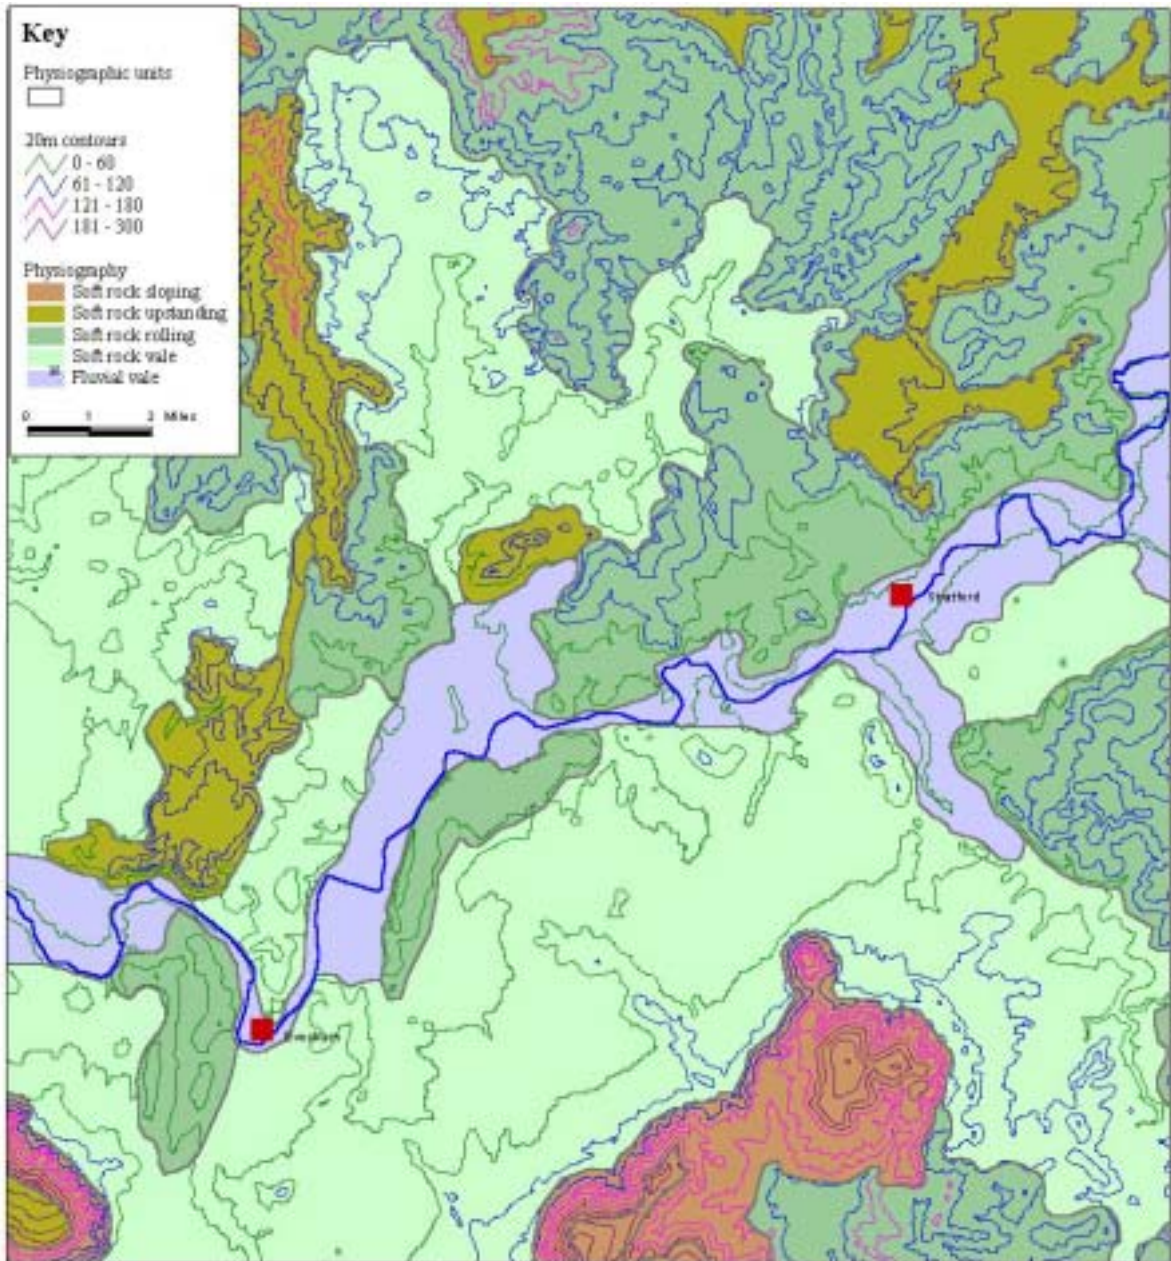 Key
Physiographic units
20m contours
0 - 60
61 - 120
121 - 180
181 - 300
Physiography
Soft rock sloping
Soft rock upstanding
Soft rock rolling
Soft rock vale
Fluvial vale
0 1 2 Miles
Stratford